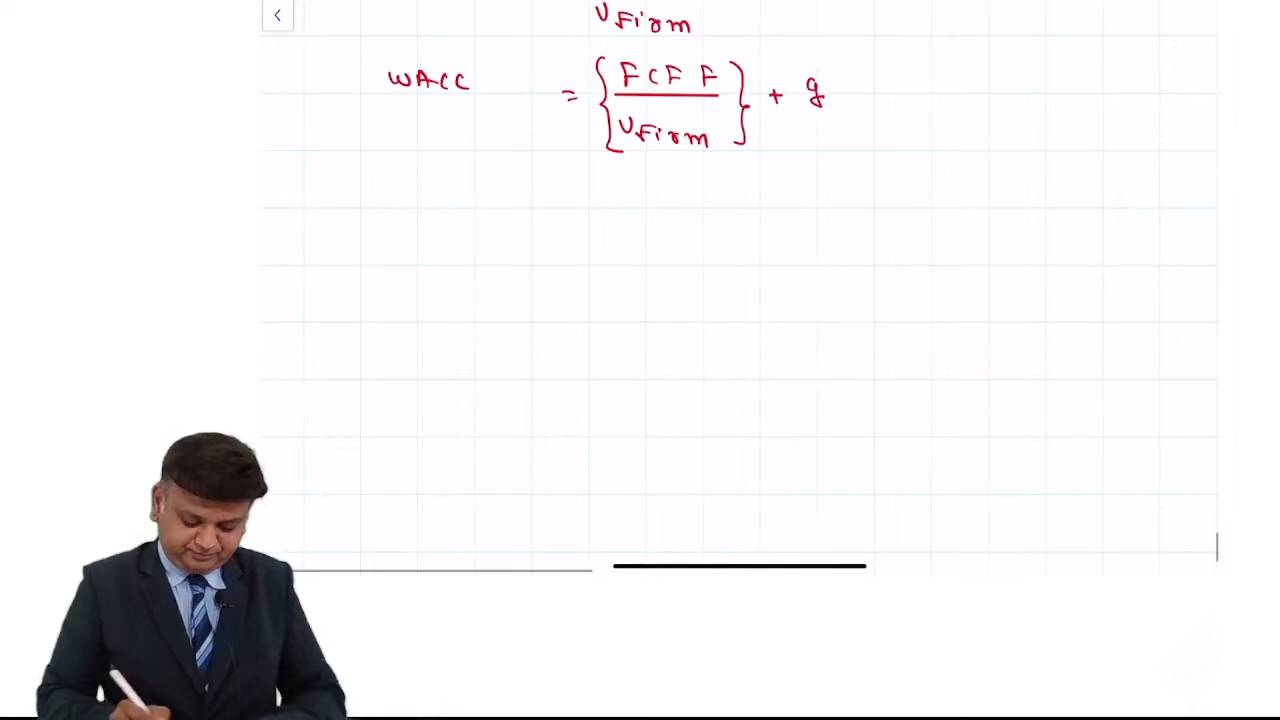 V Firm
WACC = { FCFF / V Firm } + g